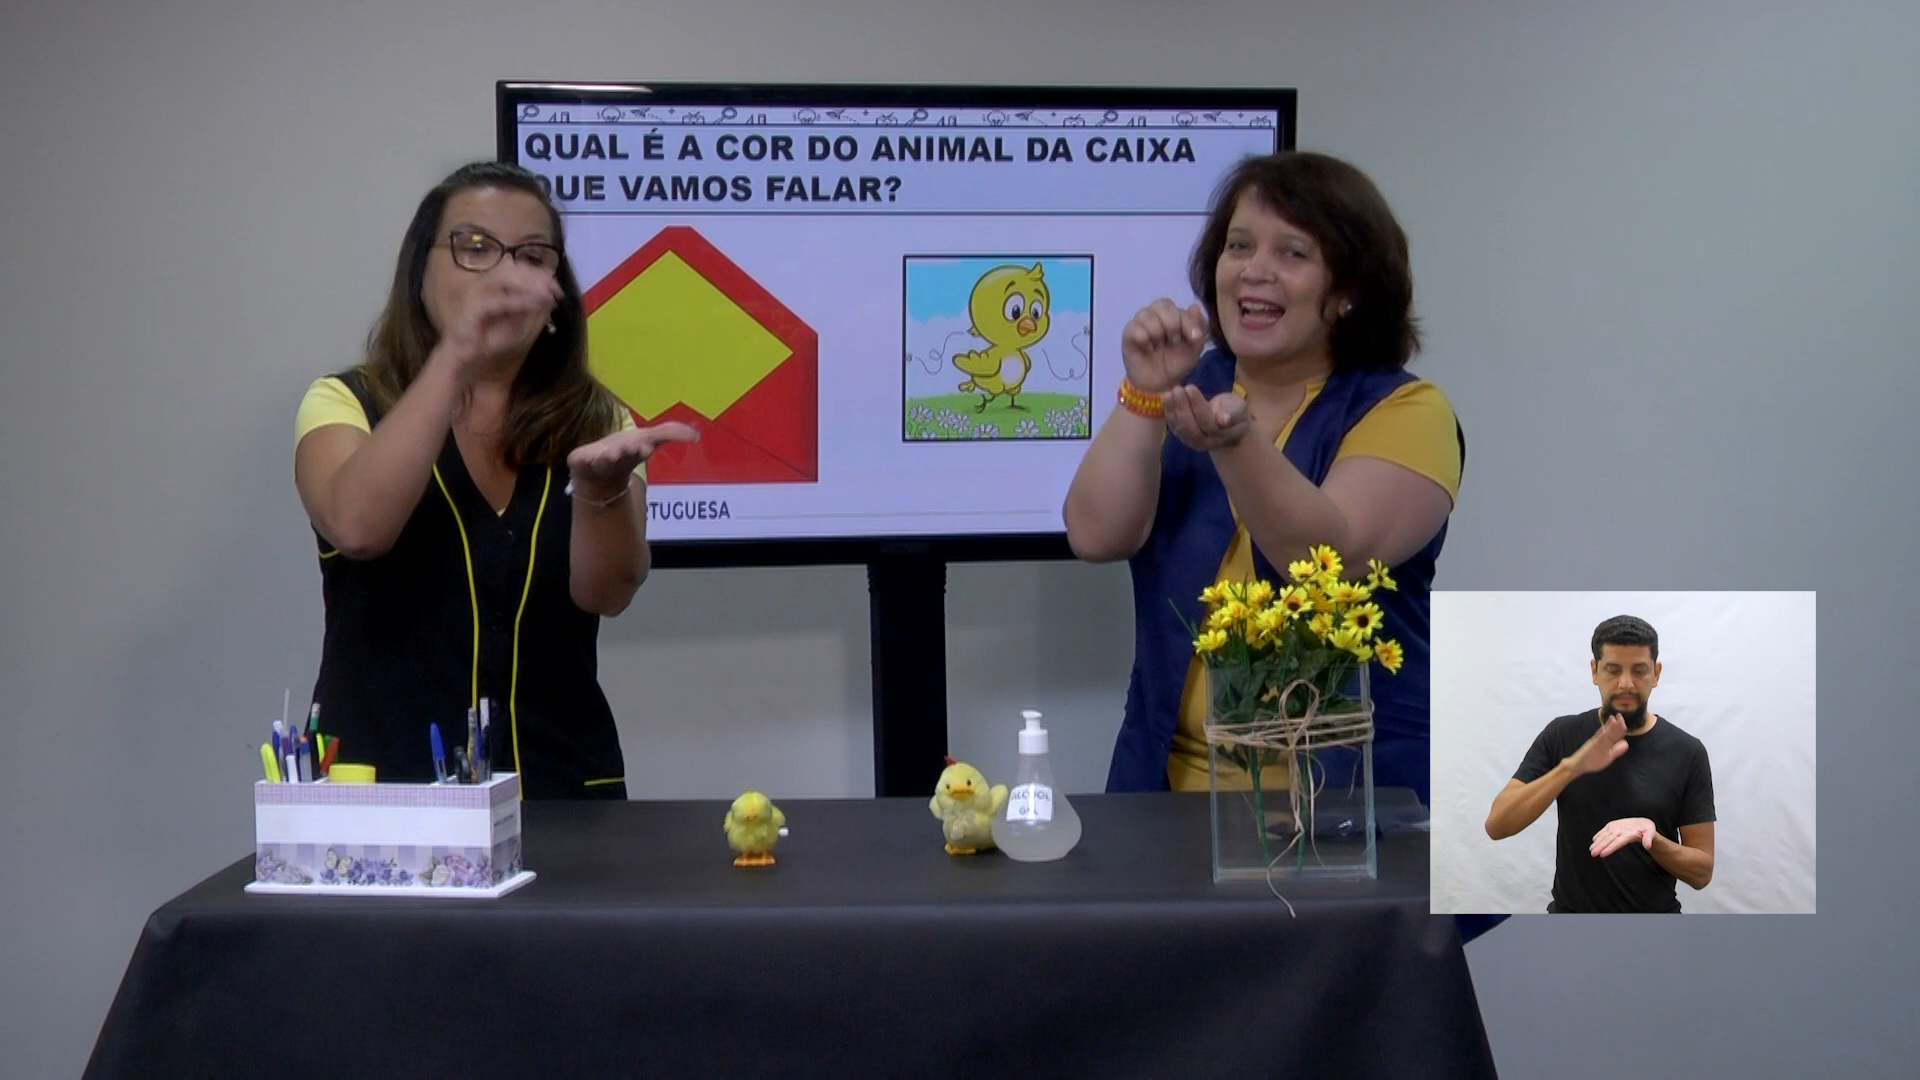 QUAL É A COR DO ANIMAL DA CAIXA
QUE VAMOS FALAR?
RTUGUESA
ÁLCOOL
GEL